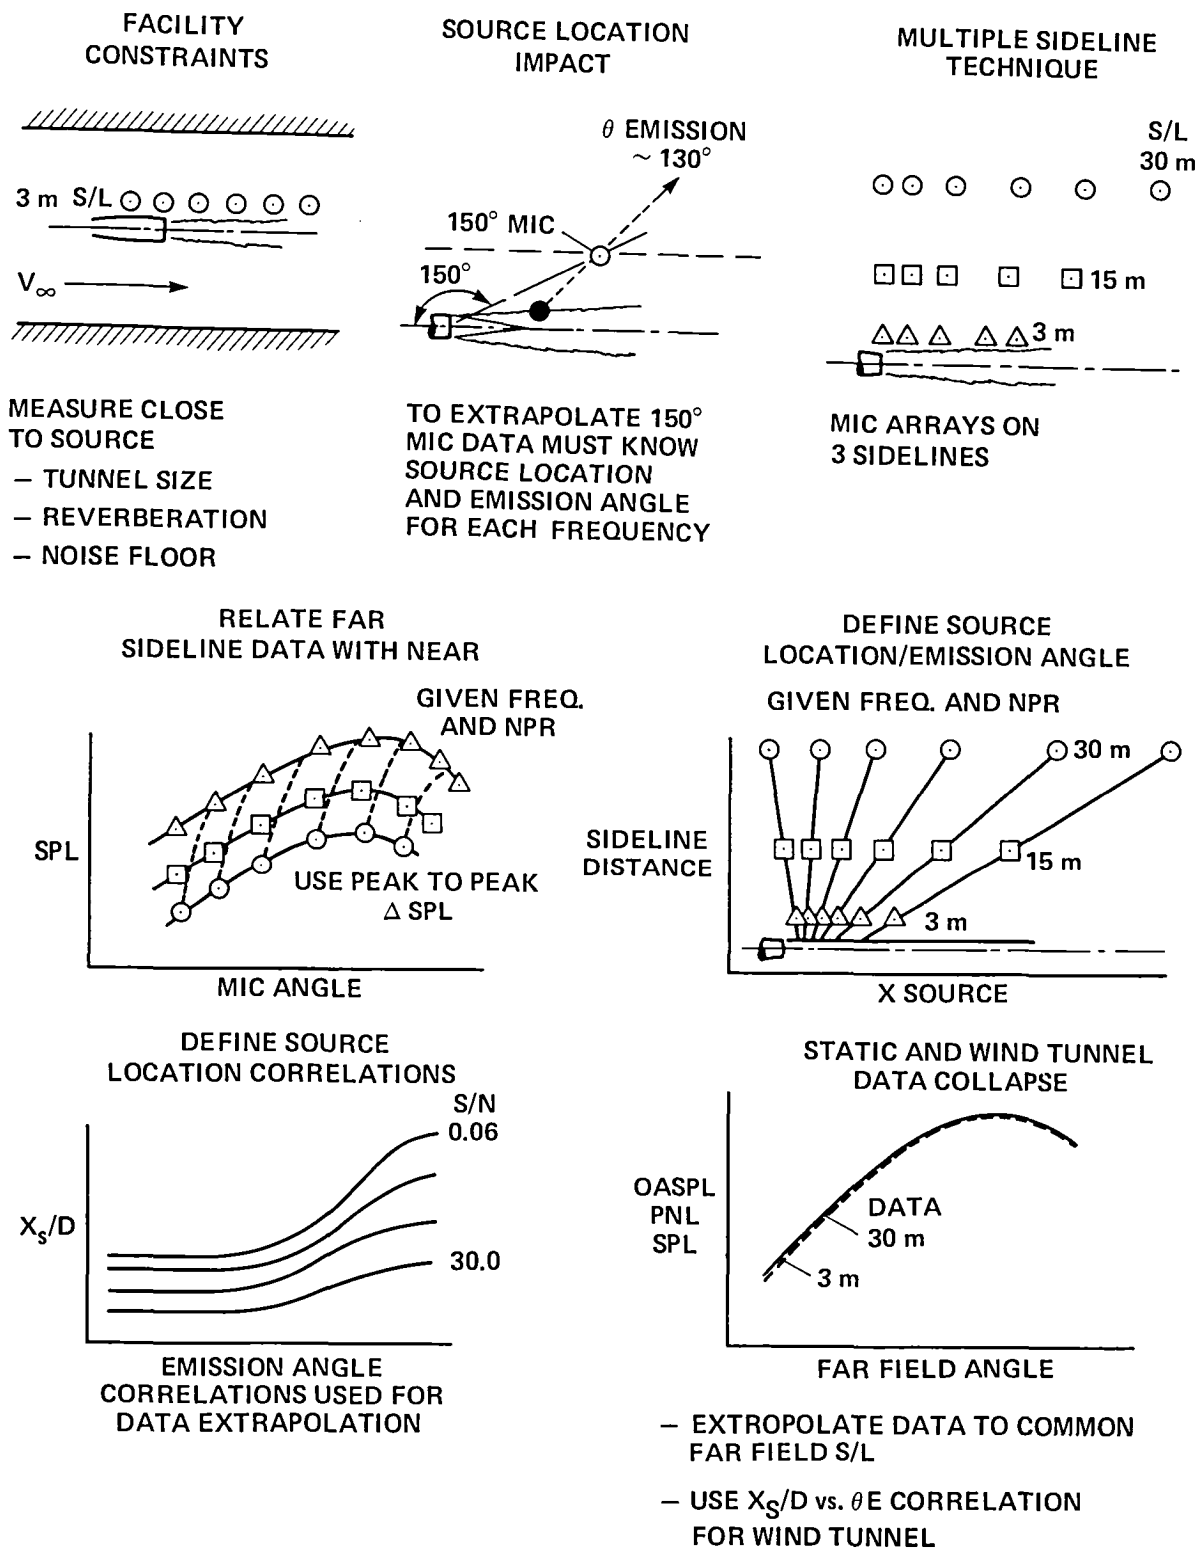 FACILITY
CONSTRAINTS
3 m S/L
V∞
MEASURE CLOSE
TO SOURCE
– TUNNEL SIZE
– REVERBERATION
– NOISE FLOOR
SOURCE LOCATION
IMPACT
θ EMISSION
~ 130°
150° MIC
150°
TO EXTRAPOLATE 150°
MIC DATA MUST KNOW
SOURCE LOCATION
AND EMISSION ANGLE
FOR EACH FREQUENCY
MULTIPLE SIDELINE
TECHNIQUE
S/L
30 m
15 m
3 m
MIC ARRAYS ON
3 SIDELINES
RELATE FAR
SIDELINE DATA WITH NEAR
GIVEN FREQ.
AND NPR
SPL
USE PEAK TO PEAK
Δ SPL
MIC ANGLE
DEFINE SOURCE
LOCATION/EMISSION ANGLE
GIVEN FREQ. AND NPR
30 m
SIDELINE
DISTANCE
15 m
3 m
X SOURCE
DEFINE SOURCE
LOCATION CORRELATIONS
S/N
0.06
Xs/D
30.0
EMISSION ANGLE
CORRELATIONS USED FOR
DATA EXTRAPOLATION
STATIC AND WIND TUNNEL
DATA COLLAPSE
OASPL
PNL
SPL
DATA
30 m
3 m
FAR FIELD ANGLE
– EXTROPOLATE DATA TO COMMON
FAR FIELD S/L
– USE XS/D vs. θE CORRELATION
FOR WIND TUNNEL